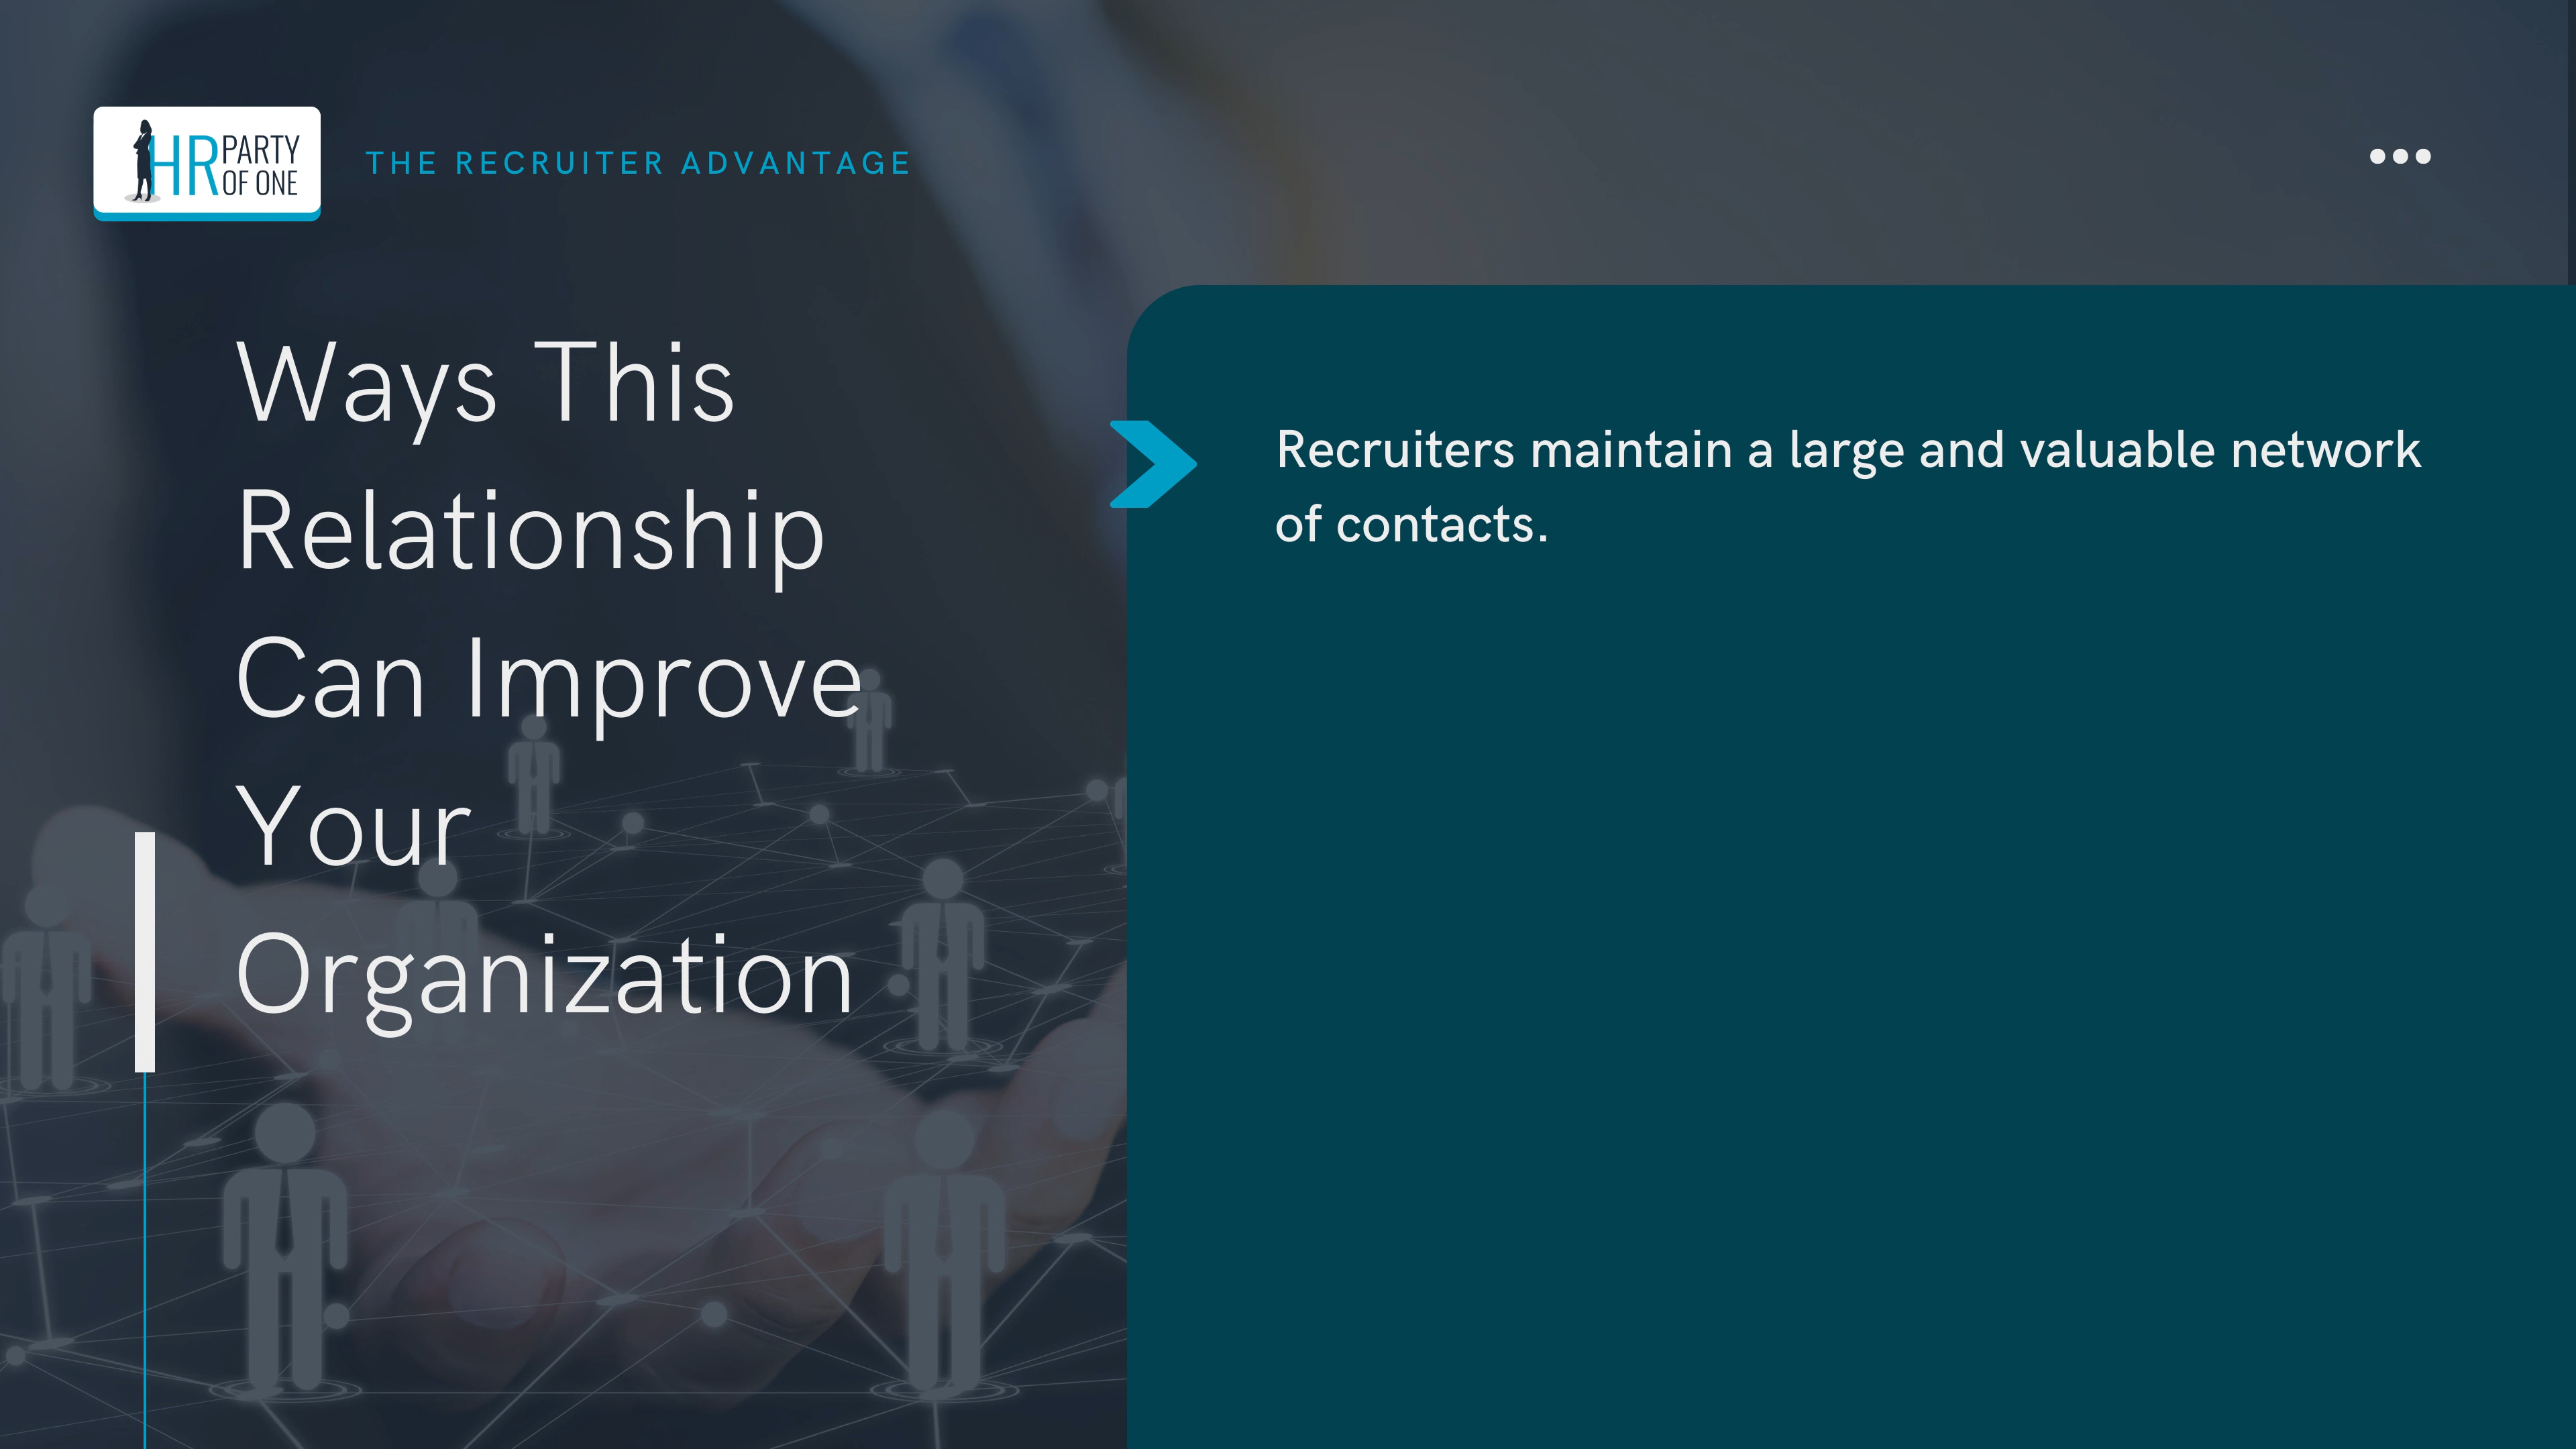 HR PARTY
OF ONE
THE RECRUITER ADVANTAGE
Ways This
Relationship
Can Improve
Your
Organization
Recruiters maintain a large and valuable network
of contacts.